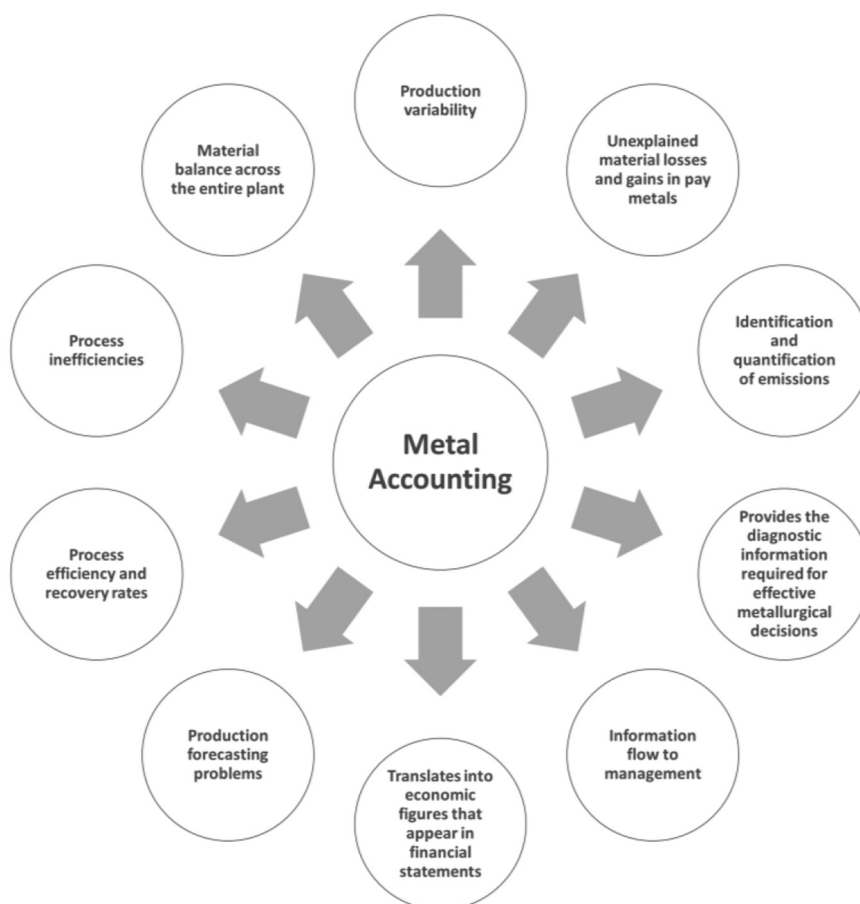 Production
variability
Unexplained
material losses
and gains in pay
metals
Identification
and
quantification
of emissions
Provides the
diagnostic
information
required for
effective
metallurgical
decisions
Information
flow to
management
Translates into
economic
figures that
appear in
financial
statements
Production
forecasting
problems
Process
efficiency and
recovery rates
Process
inefficiencies
Material
balance across
the entire plant
Metal
Accounting